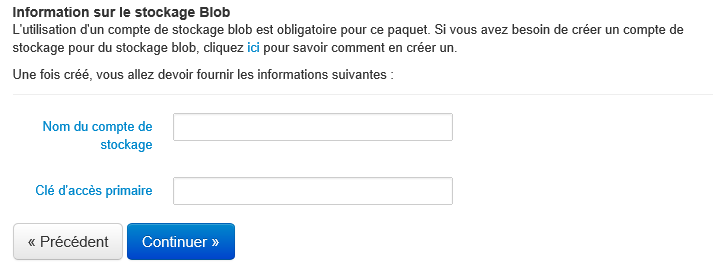 Information sur le stockage Blob
L'utilisation d'un compte de stockage blob est obligatoire pour ce paquet. Si vous avez besoin de créer un compte de
stockage pour du stockage blob, cliquez ici pour savoir comment en créer un.
Une fois créé, vous allez devoir fournir les informations suivantes :
Nom du compte de
stockage
Clé d'accès primaire
« Précédent
Continuer »